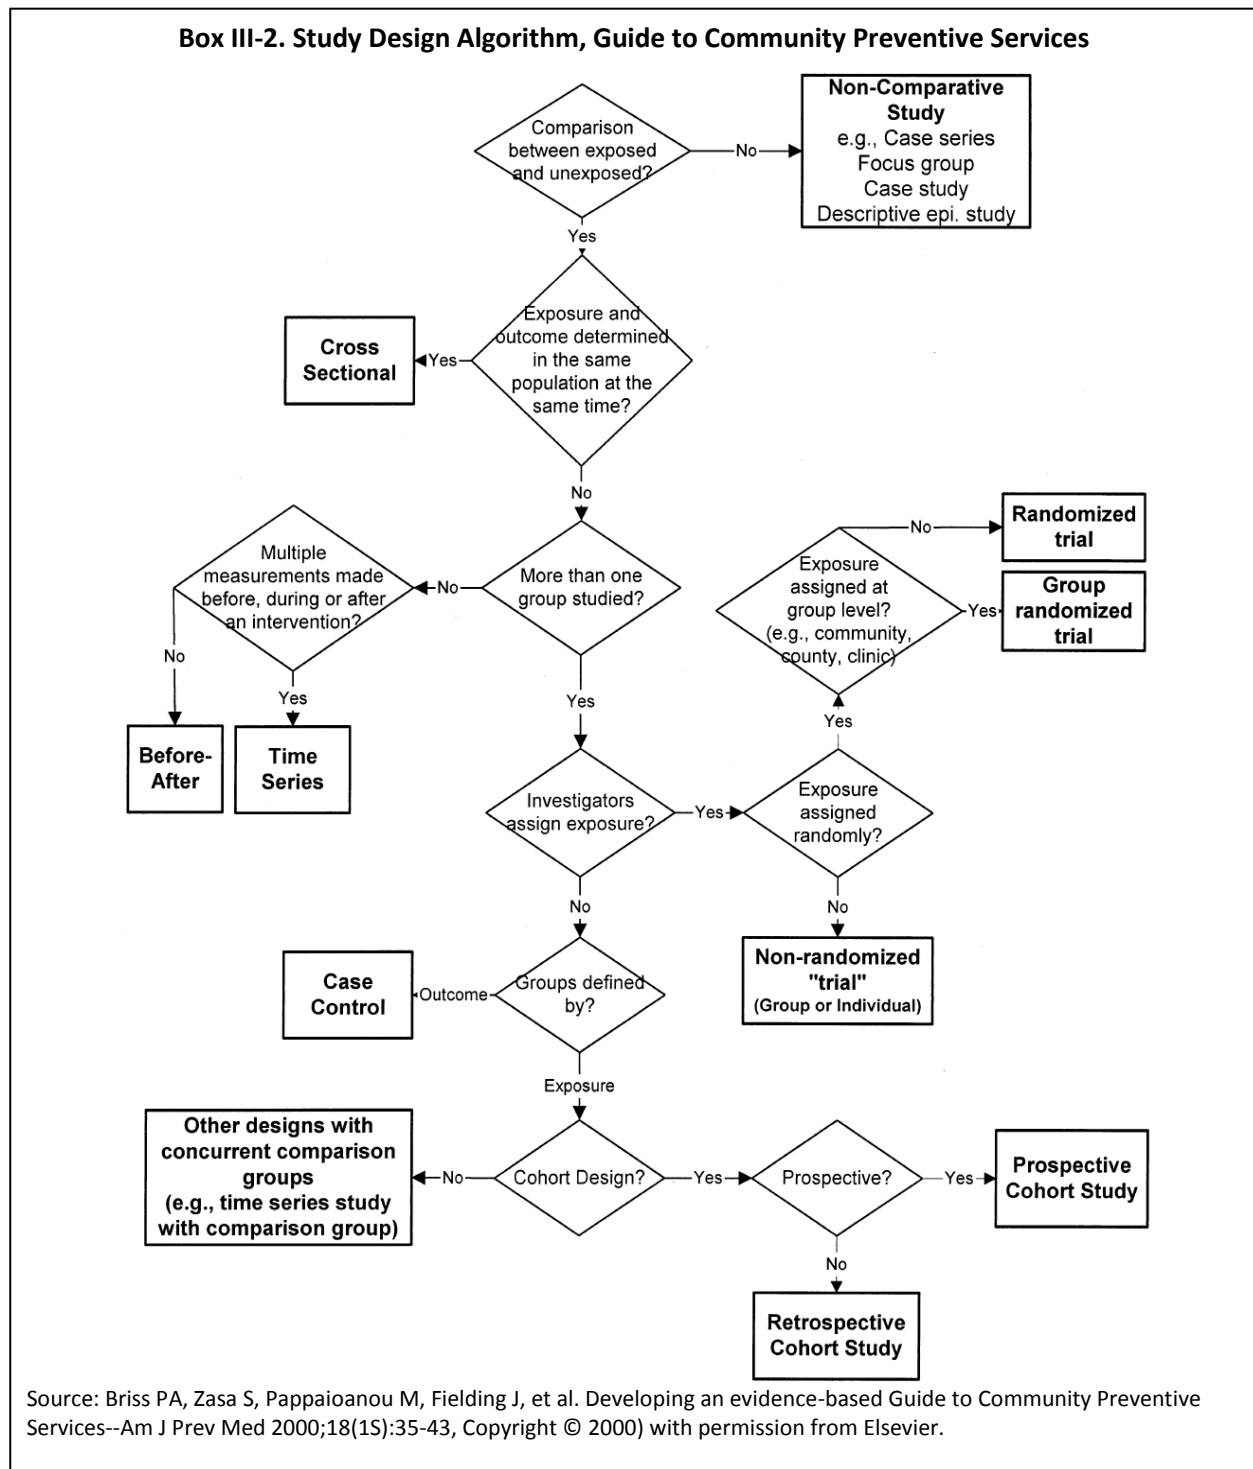 Box III-2. Study Design Algorithm, Guide to Community Preventive Services
Comparison
between exposed
and unexposed?
No
Non-Comparative
Study
e.g., Case series
Focus group
Case study
Descriptive epi. study
Yes
Exposure and
outcome determined
in the same
population at the
same time?
Yes
Cross
Sectional
No
More than one
group studied?
No
Multiple
measurements made
before, during or after
an intervention?
No
Before-
After
Yes
Time
Series
Yes
Investigators
assign exposure?
Yes
Exposure
assigned
randomly?
Yes
Exposure
assigned at
group level?
(e.g., community,
county, clinic)
No
Randomized
trial
Yes
Group
randomized
trial
No
Non-randomized
"trial"
(Group or Individual)
No
Groups defined
by?
Outcome
Case
Control
Exposure
Cohort Design?
No
Other designs with
concurrent comparison
groups
(e.g., time series study
with comparison group)
Yes
Prospective?
Yes
Prospective
Cohort Study
No
Retrospective
Cohort Study
Source: Briss PA, Zasa S, Pappaioanou M, Fielding J, et al. Developing an evidence-based Guide to Community Preventive
Services--Am J Prev Med 2000;18(1S):35-43, Copyright © 2000) with permission from Elsevier.